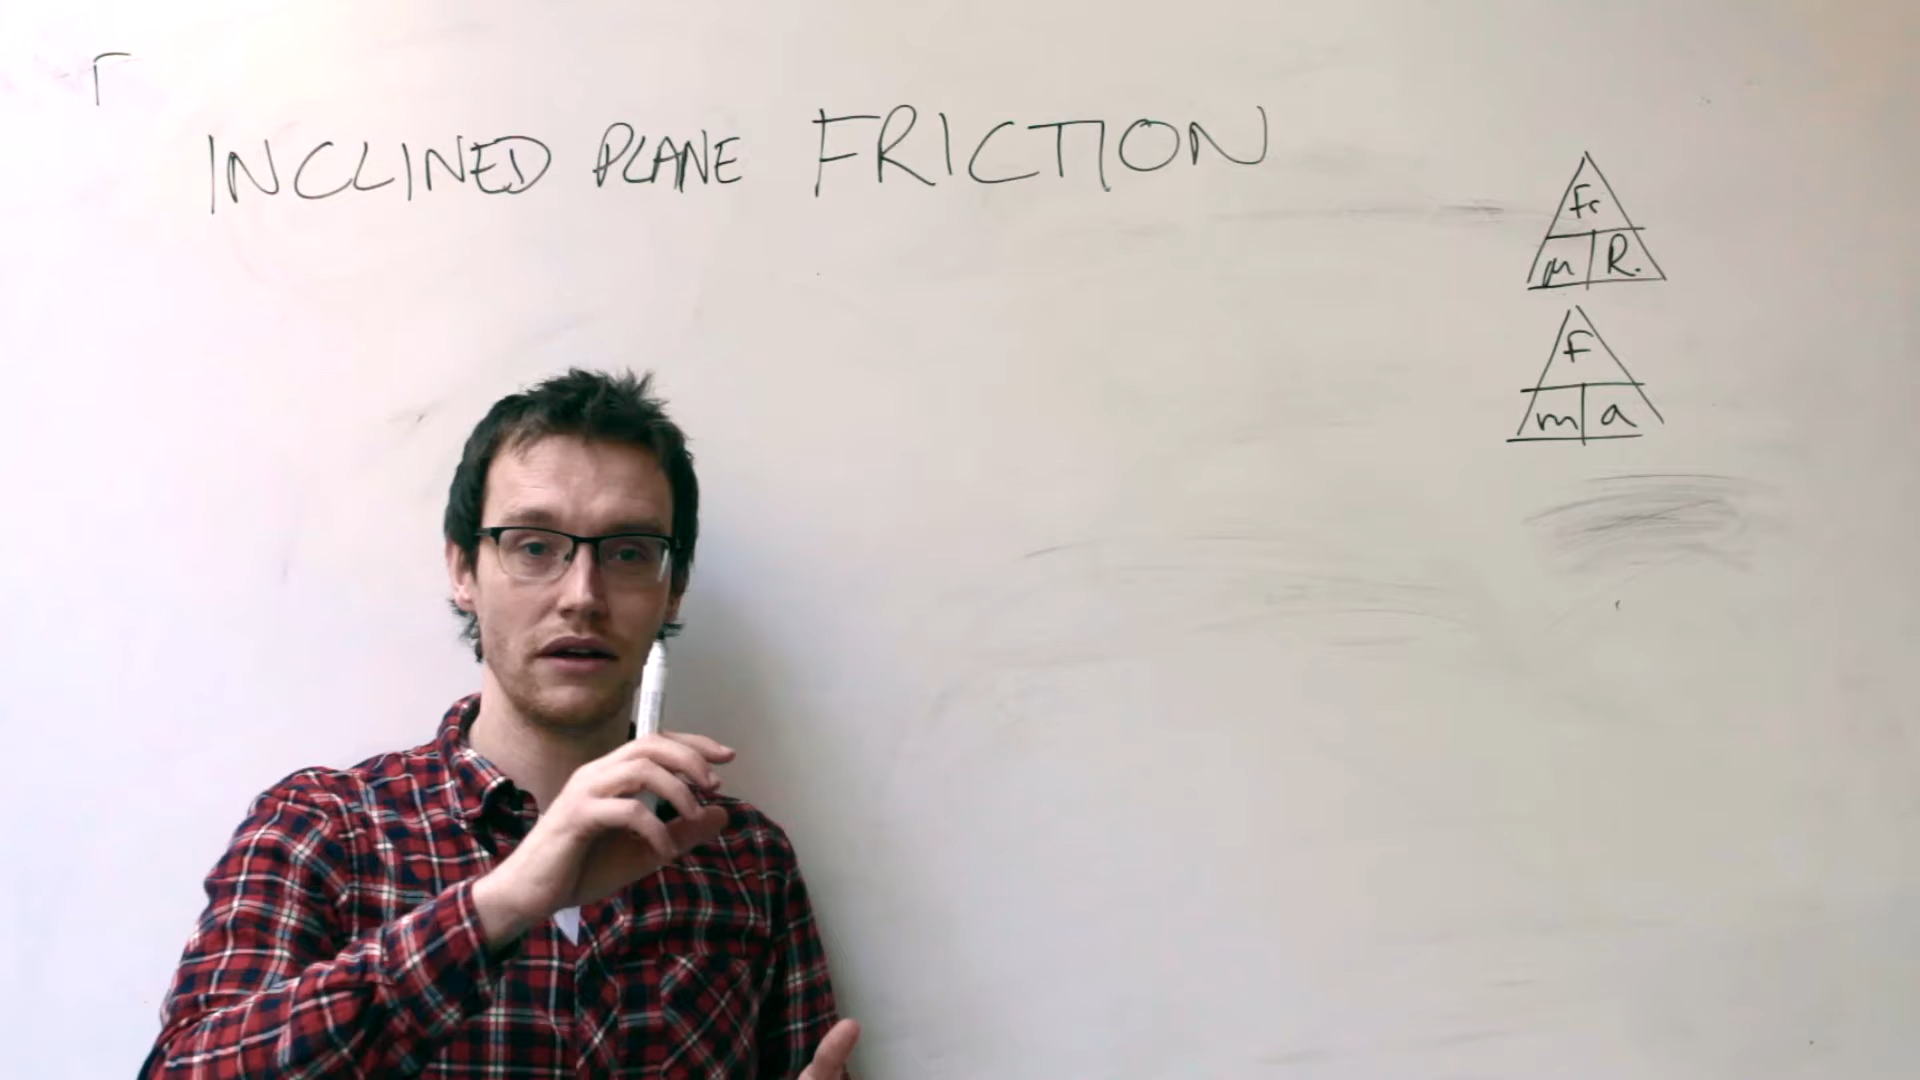 INCLINED PLANE FRICTION
Fr
μ R.
F
m a